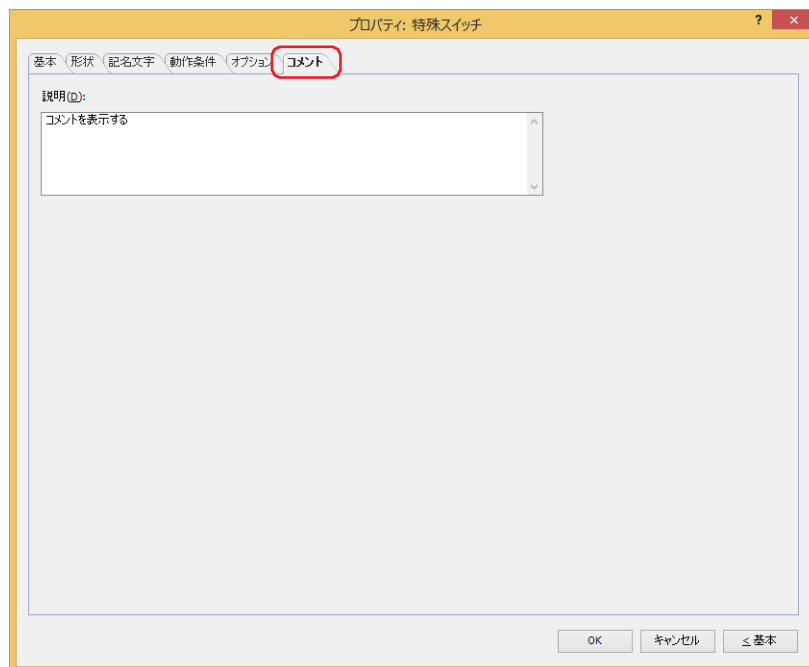 プロパティ: 特殊スイッチ
? ×
基本 形状 記名文字 動作条件 オプション コメント
説明(D):
コメントを表示する
OK キャンセル < 基本